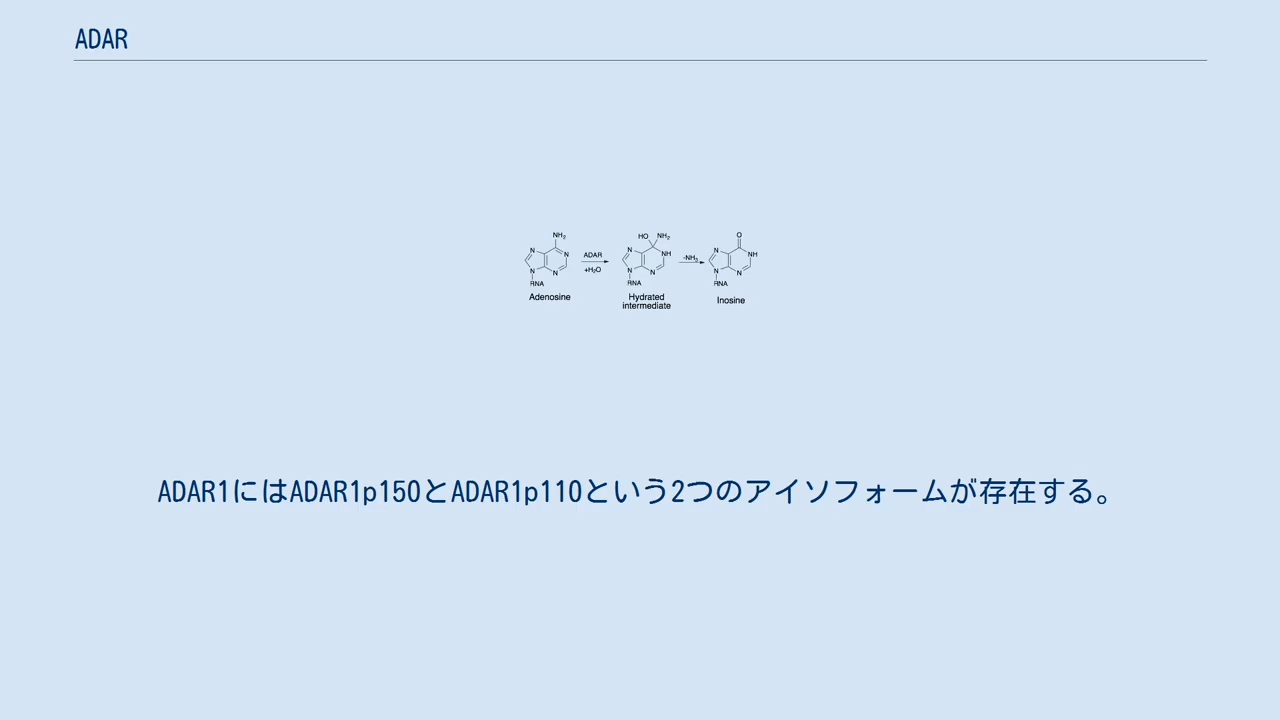 ADAR
NH₂
N
N
N
N
RNA
Adenosine
ADAR
+H₂O
HO
NH₂
N
NH
N
N
RNA
Hydrated
intermediate
-NH₃
O
N
NH
N
N
RNA
Inosine
ADAR1にはADAR1p150とADAR1p110という2つのアイソフォームが存在する。